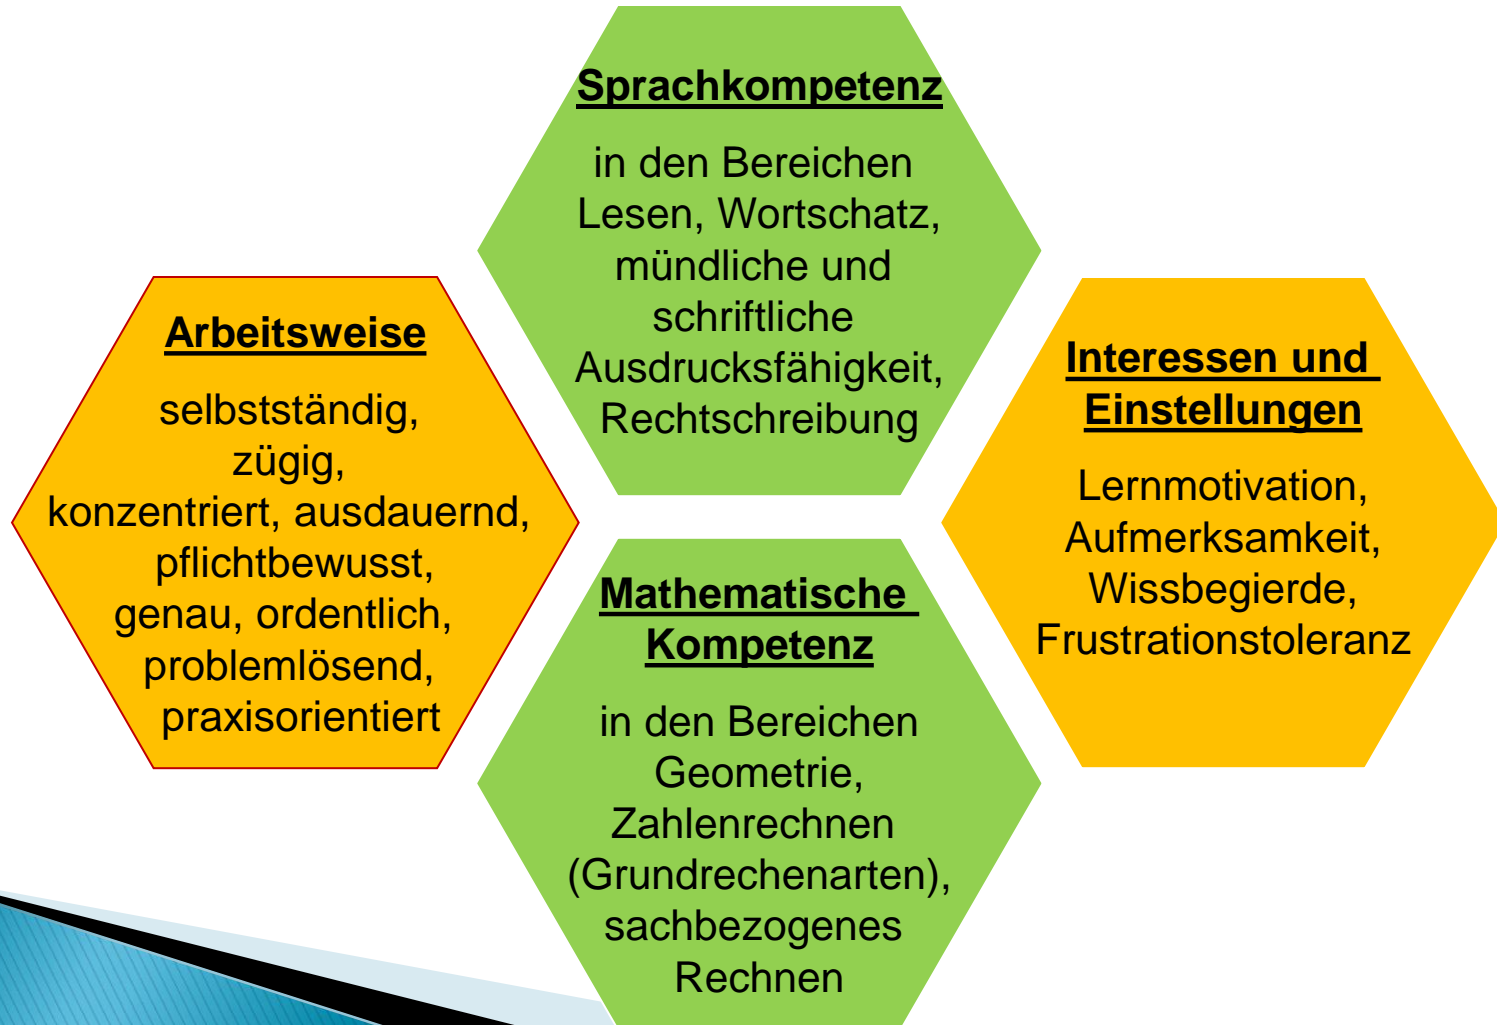 Sprachkompetenz
in den Bereichen
Lesen, Wortschatz,
mündliche und
schriftliche
Ausdrucksfähigkeit,
Rechtschreibung
Arbeitsweise
selbstständig,
zügig,
konzentriert, ausdauernd,
pflichtbewusst,
genau, ordentlich,
problemlösend,
praxisorientiert
Interessen und
Einstellungen
Lernmotivation,
Aufmerksamkeit,
Wissbegierde,
Frustrationstoleranz
Mathematische
Kompetenz
in den Bereichen
Geometrie,
Zahlenrechnen
(Grundrechenarten),
sachbezogenes
Rechnen